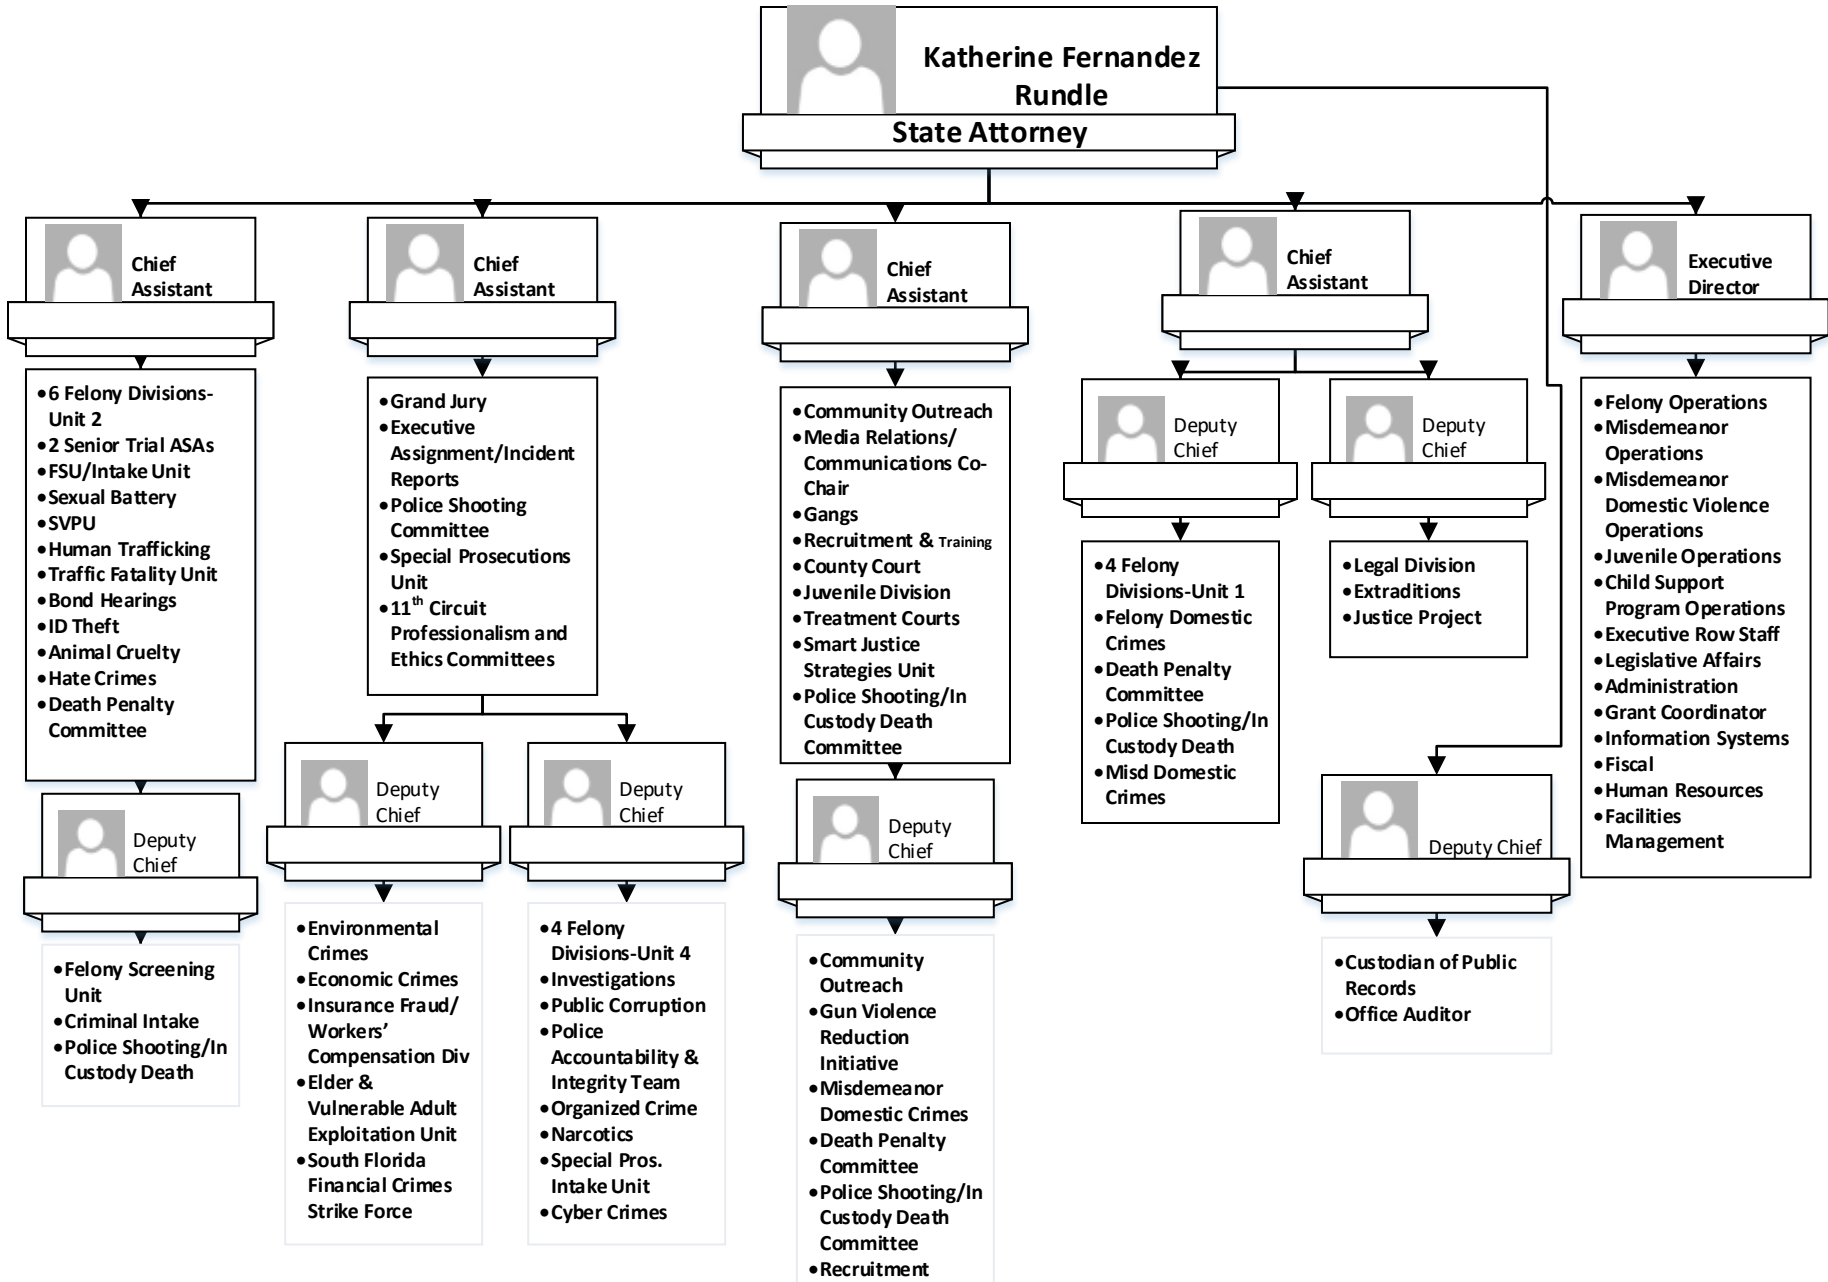 Katherine Fernandez
Rundle
State Attorney
Chief
Assistant
•6 Felony Divisions-
Unit 2
•2 Senior Trial ASAs
•FSU/Intake Unit
•Sexual Battery
•SVPU
•Human Trafficking
•Traffic Fatality Unit
•Bond Hearings
•ID Theft
•Animal Cruelty
•Hate Crimes
•Death Penalty
Committee
Deputy
Chief
•Felony Screening
Unit
•Criminal Intake
•Police Shooting/In
Custody Death
Chief
Assistant
•Grand Jury
•Executive
Assignment/Incident
Reports
•Police Shooting
Committee
•Special Prosecutions
Unit
•11th Circuit
Professionalism and
Ethics Committees
Deputy
Chief
•Environmental
Crimes
•Economic Crimes
•Insurance Fraud/
Workers’
Compensation Div
•Elder &
Vulnerable Adult
Exploitation Unit
•South Florida
Financial Crimes
Strike Force
Deputy
Chief
•4 Felony
Divisions-Unit 4
•Investigations
•Public Corruption
•Police
Accountability &
Integrity Team
•Organized Crime
•Narcotics
•Special Pros.
Intake Unit
•Cyber Crimes
Chief
Assistant
•Community Outreach
•Media Relations/
Communications Co-
Chair
•Gangs
•Recruitment & Training
•County Court
•Juvenile Division
•Treatment Courts
•Smart Justice
Strategies Unit
•Police Shooting/In
Custody Death
Committee
Deputy
Chief
•Community
Outreach
•Gun Violence
Reduction
Initiative
•Misdemeanor
Domestic Crimes
•Death Penalty
Committee
•Police Shooting/In
Custody Death
Committee
•Recruitment
Chief
Assistant
Deputy
Chief
•4 Felony
Divisions-Unit 1
•Felony Domestic
Crimes
•Death Penalty
Committee
•Police Shooting/In
Custody Death
•Misd Domestic
Crimes
Deputy
Chief
•Legal Division
•Extraditions
•Justice Project
Deputy Chief
•Custodian of Public
Records
•Office Auditor
Executive
Director
•Felony Operations
•Misdemeanor
Operations
•Misdemeanor
Domestic Violence
Operations
•Juvenile Operations
•Child Support
Program Operations
•Executive Row Staff
•Legislative Affairs
•Administration
•Grant Coordinator
•Information Systems
•Fiscal
•Human Resources
•Facilities
Management